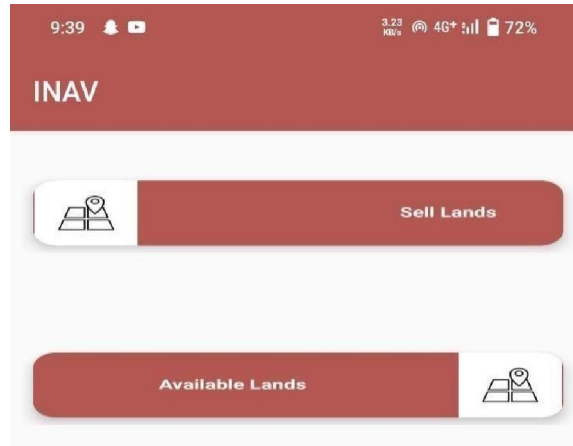 9:39 3.23 KB/s 4G+ 72%
INAV
Sell Lands
Available Lands